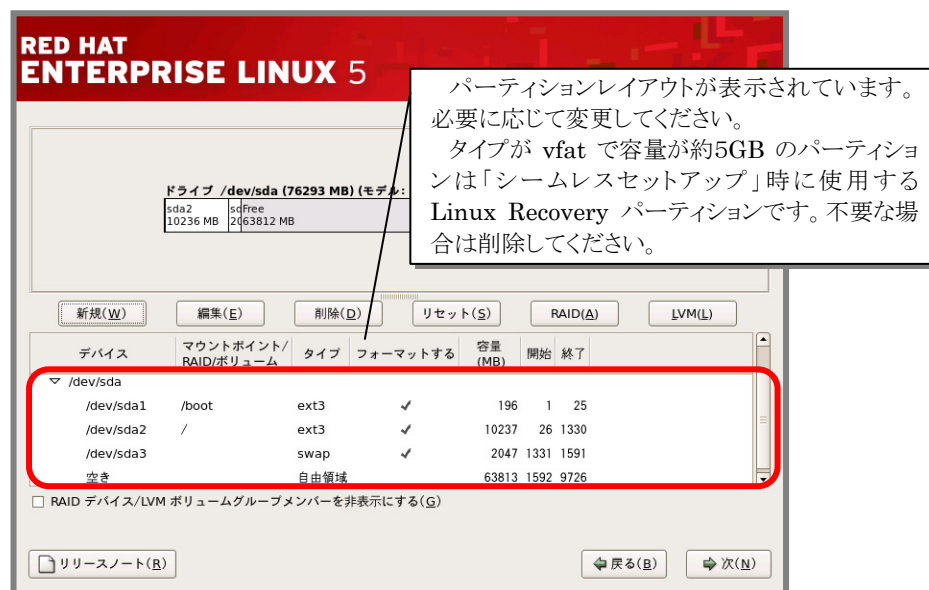 RED HAT
ENTERPRISE LINUX 5
パーティションレイアウトが表示されています。
必要に応じて変更してください。
タイプが vfat で容量が約5GB のパーティショ
ンは「シームレスセットアップ」時に使用する
Linux Recovery パーティションです。不要な場
合は削除してください。
ドライブ /dev/sda (76293 MB) (モデル:
sda2 sc Free
10236 MB 20 63812 MB
新規(W) 編集(E) 削除(D) リセット(S) RAID(A) LVM(L)
デバイス マウントポイント/ RAID/ボリューム タイプ フォーマットする 容量 (MB) 開始 終了
▽ /dev/sda
/dev/sda1 /boot ext3 ✓ 196 1 25
/dev/sda2 / ext3 ✓ 10237 26 1330
/dev/sda3 swap ✓ 2047 1331 1591
空き 自由領域 63813 1592 9726
RAID デバイス/LVM ボリュームグループメンバーを非表示にする(G)
リリースノート(R) 戻る(B) 次(N)